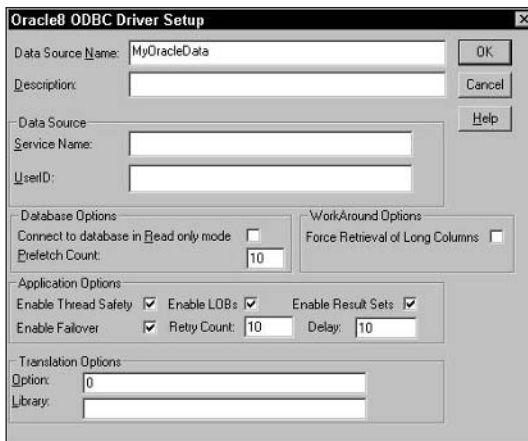 Oracle8 ODBC Driver Setup
Data Source Name: MyOracleData
OK
Description:
Cancel
Help
Data Source
Service Name:
UserID:
Database Options
Connect to database in Read only mode
Prefetch Count: 10
WorkAround Options
Force Retrieval of Long Columns
Application Options
Enable Thread Safety Enable LOBs Enable Result Sets
Enable Failover Retry Count: 10 Delay: 10
Translation Options
Option: 0
Library: